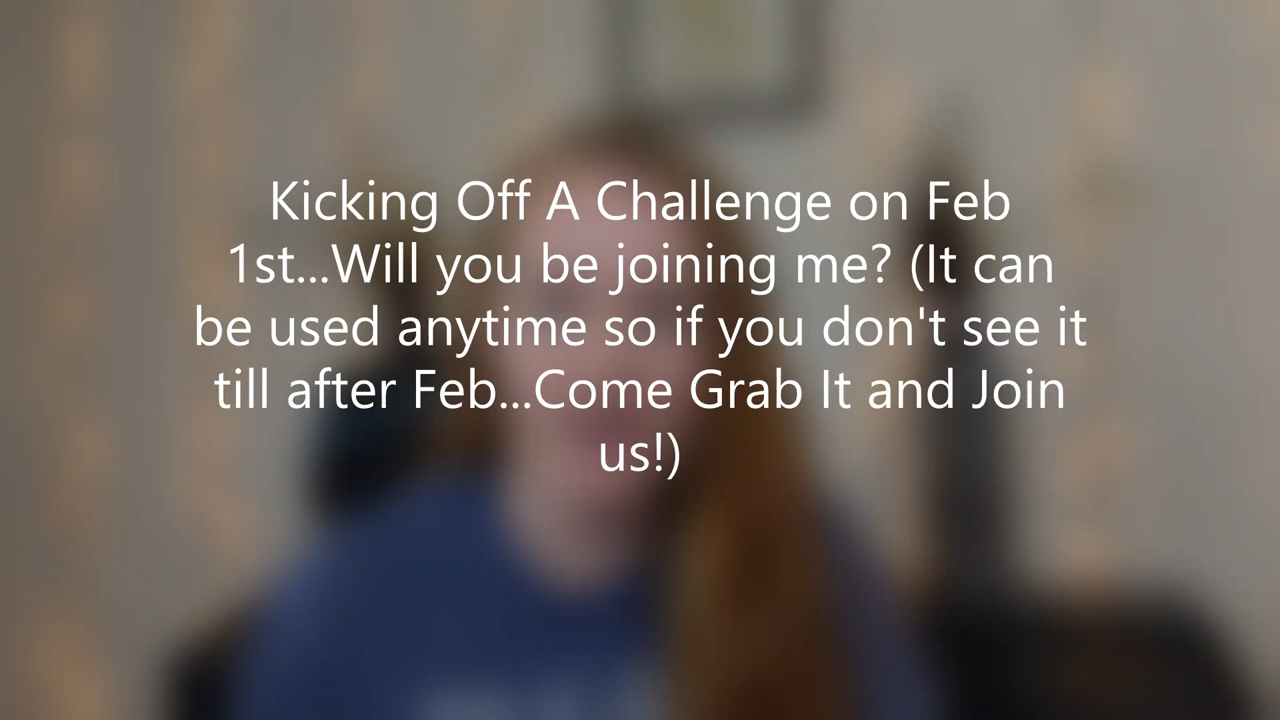 Kicking Off A Challenge on Feb
1st...Will you be joining me? (It can
be used anytime so if you don't see it
till after Feb...Come Grab It and Join
us!)